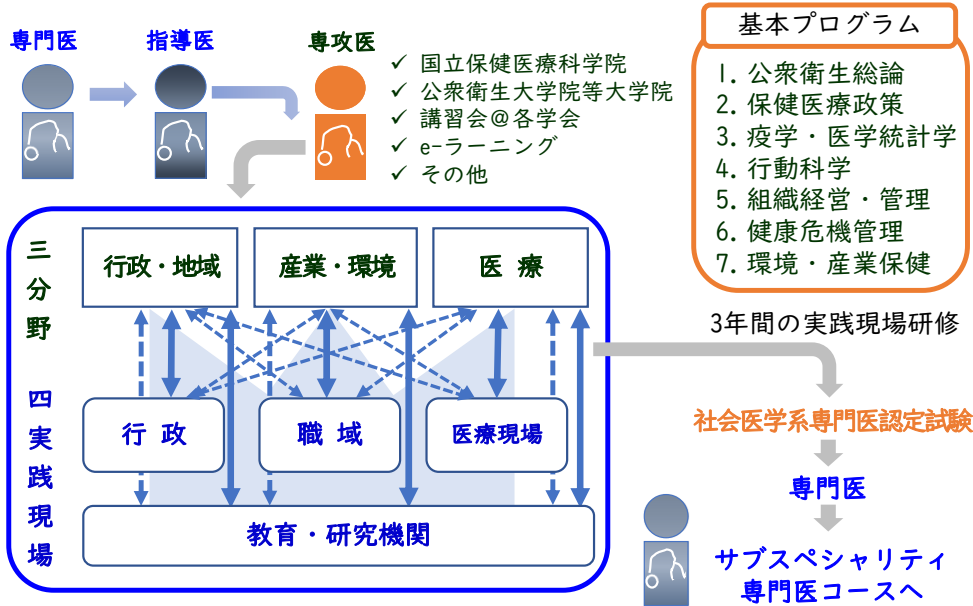 専門医
指導医
専攻医
✓ 国立保健医療科学院
✓ 公衆衛生大学院等大学院
✓ 講習会@各学会
✓ e-ラーニング
✓ その他
基本プログラム
1. 公衆衛生総論
2. 保健医療政策
3. 疫学・医学統計学
4. 行動科学
5. 組織経営・管理
6. 健康危機管理
7. 環境・産業保健
三分野
行政・地域
産業・環境
医 療
四実践現場
行 政
職 域
医療現場
教育・研究機関
3年間の実践現場研修
社会医学系専門医認定試験
専門医
サブスペシャリティ
専門医コースへ